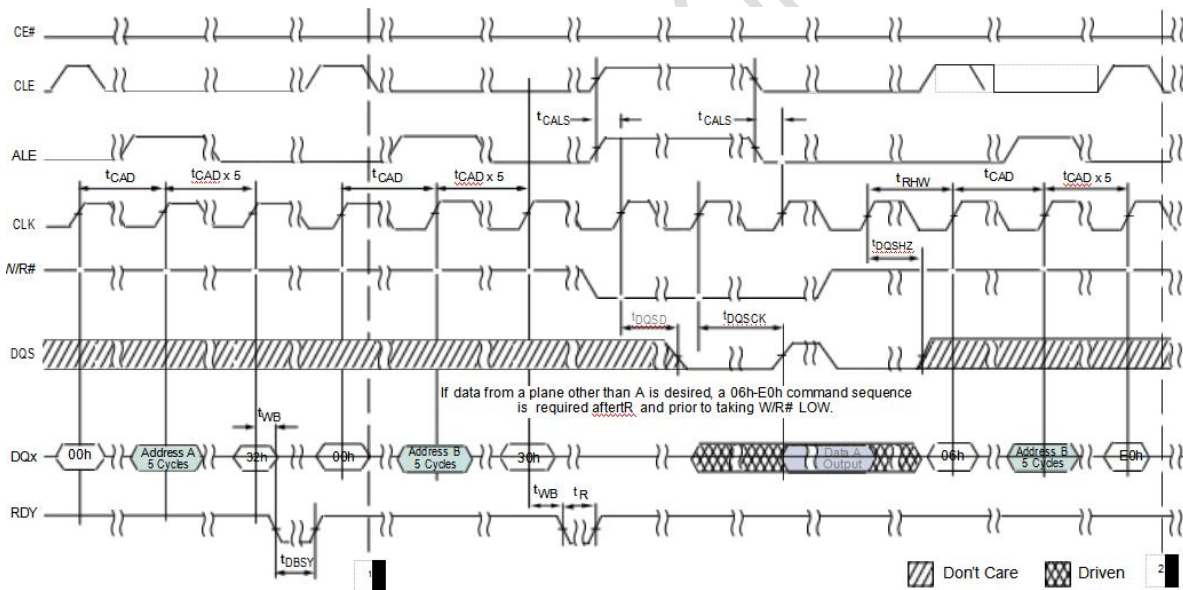 CE#
CLE
tCALS
tCALS
ALE
tCAD
tCAD x 5
tCAD
tCAD x 5
tRHW
tCAD
tCAD x 5
CLK
tDQSHZ
W/R#
tDQSD
tDQSCK
DQS
If data from a plane other than A is desired, a 06h-E0h command sequence
is required aftertR and prior to taking W/R# LOW.
tWB
DQx
00h
Address A
5 Cycles
32h
00h
Address B
5 Cycles
30h
Data A
Output
06h
Address B
5 Cycles
E0h
tWB
tR
RDY
tDBSY
1
Don't Care
Driven
2